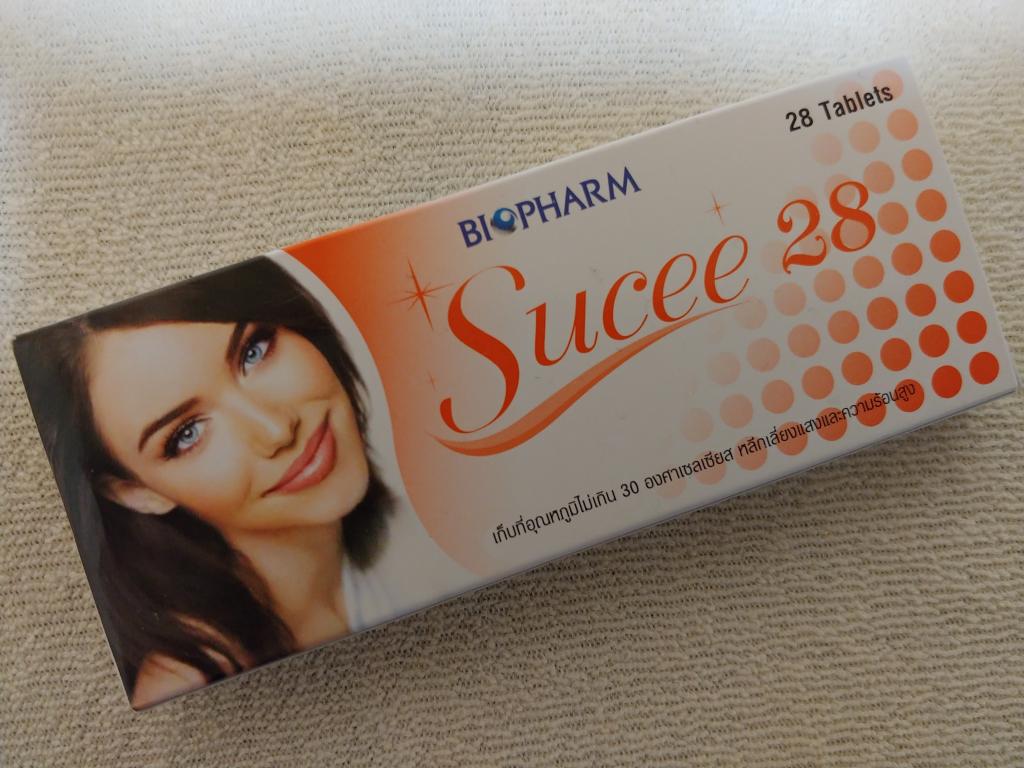 28 Tablets
BIOPHARM
Sucee 28
เก็บที่อุณหภูมิไม่เกิน 30 องศาเซลเซียส หลีกเลี่ยงแสงและความร้อนสูง